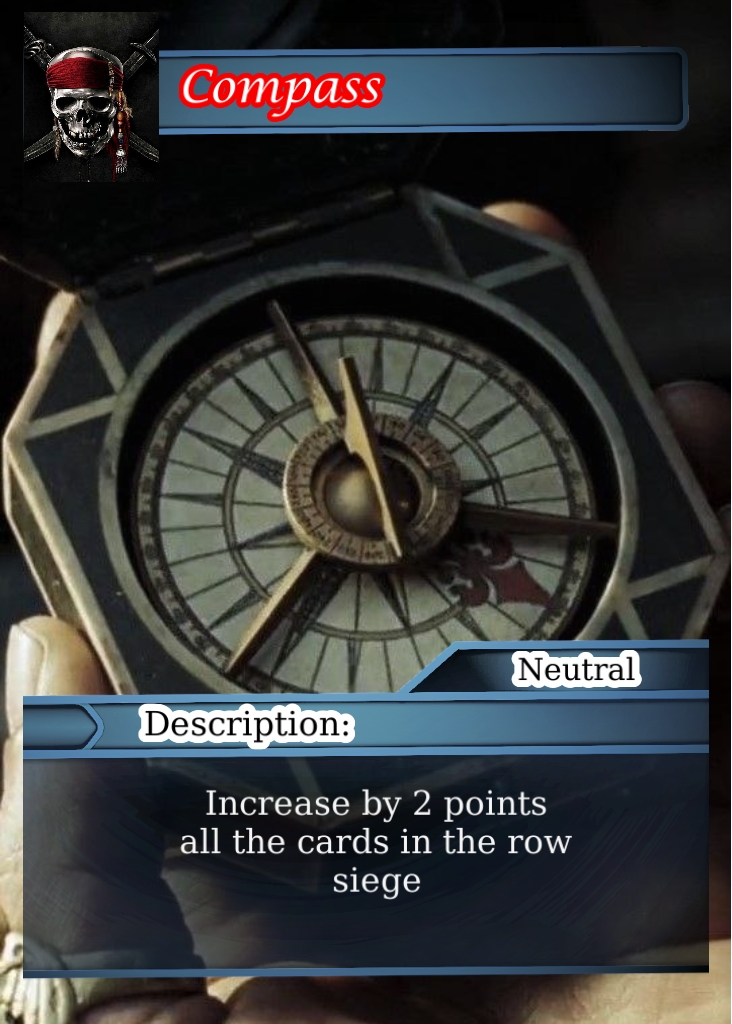 Compass
Neutral
Description:
Increase by 2 points
all the cards in the row
siege